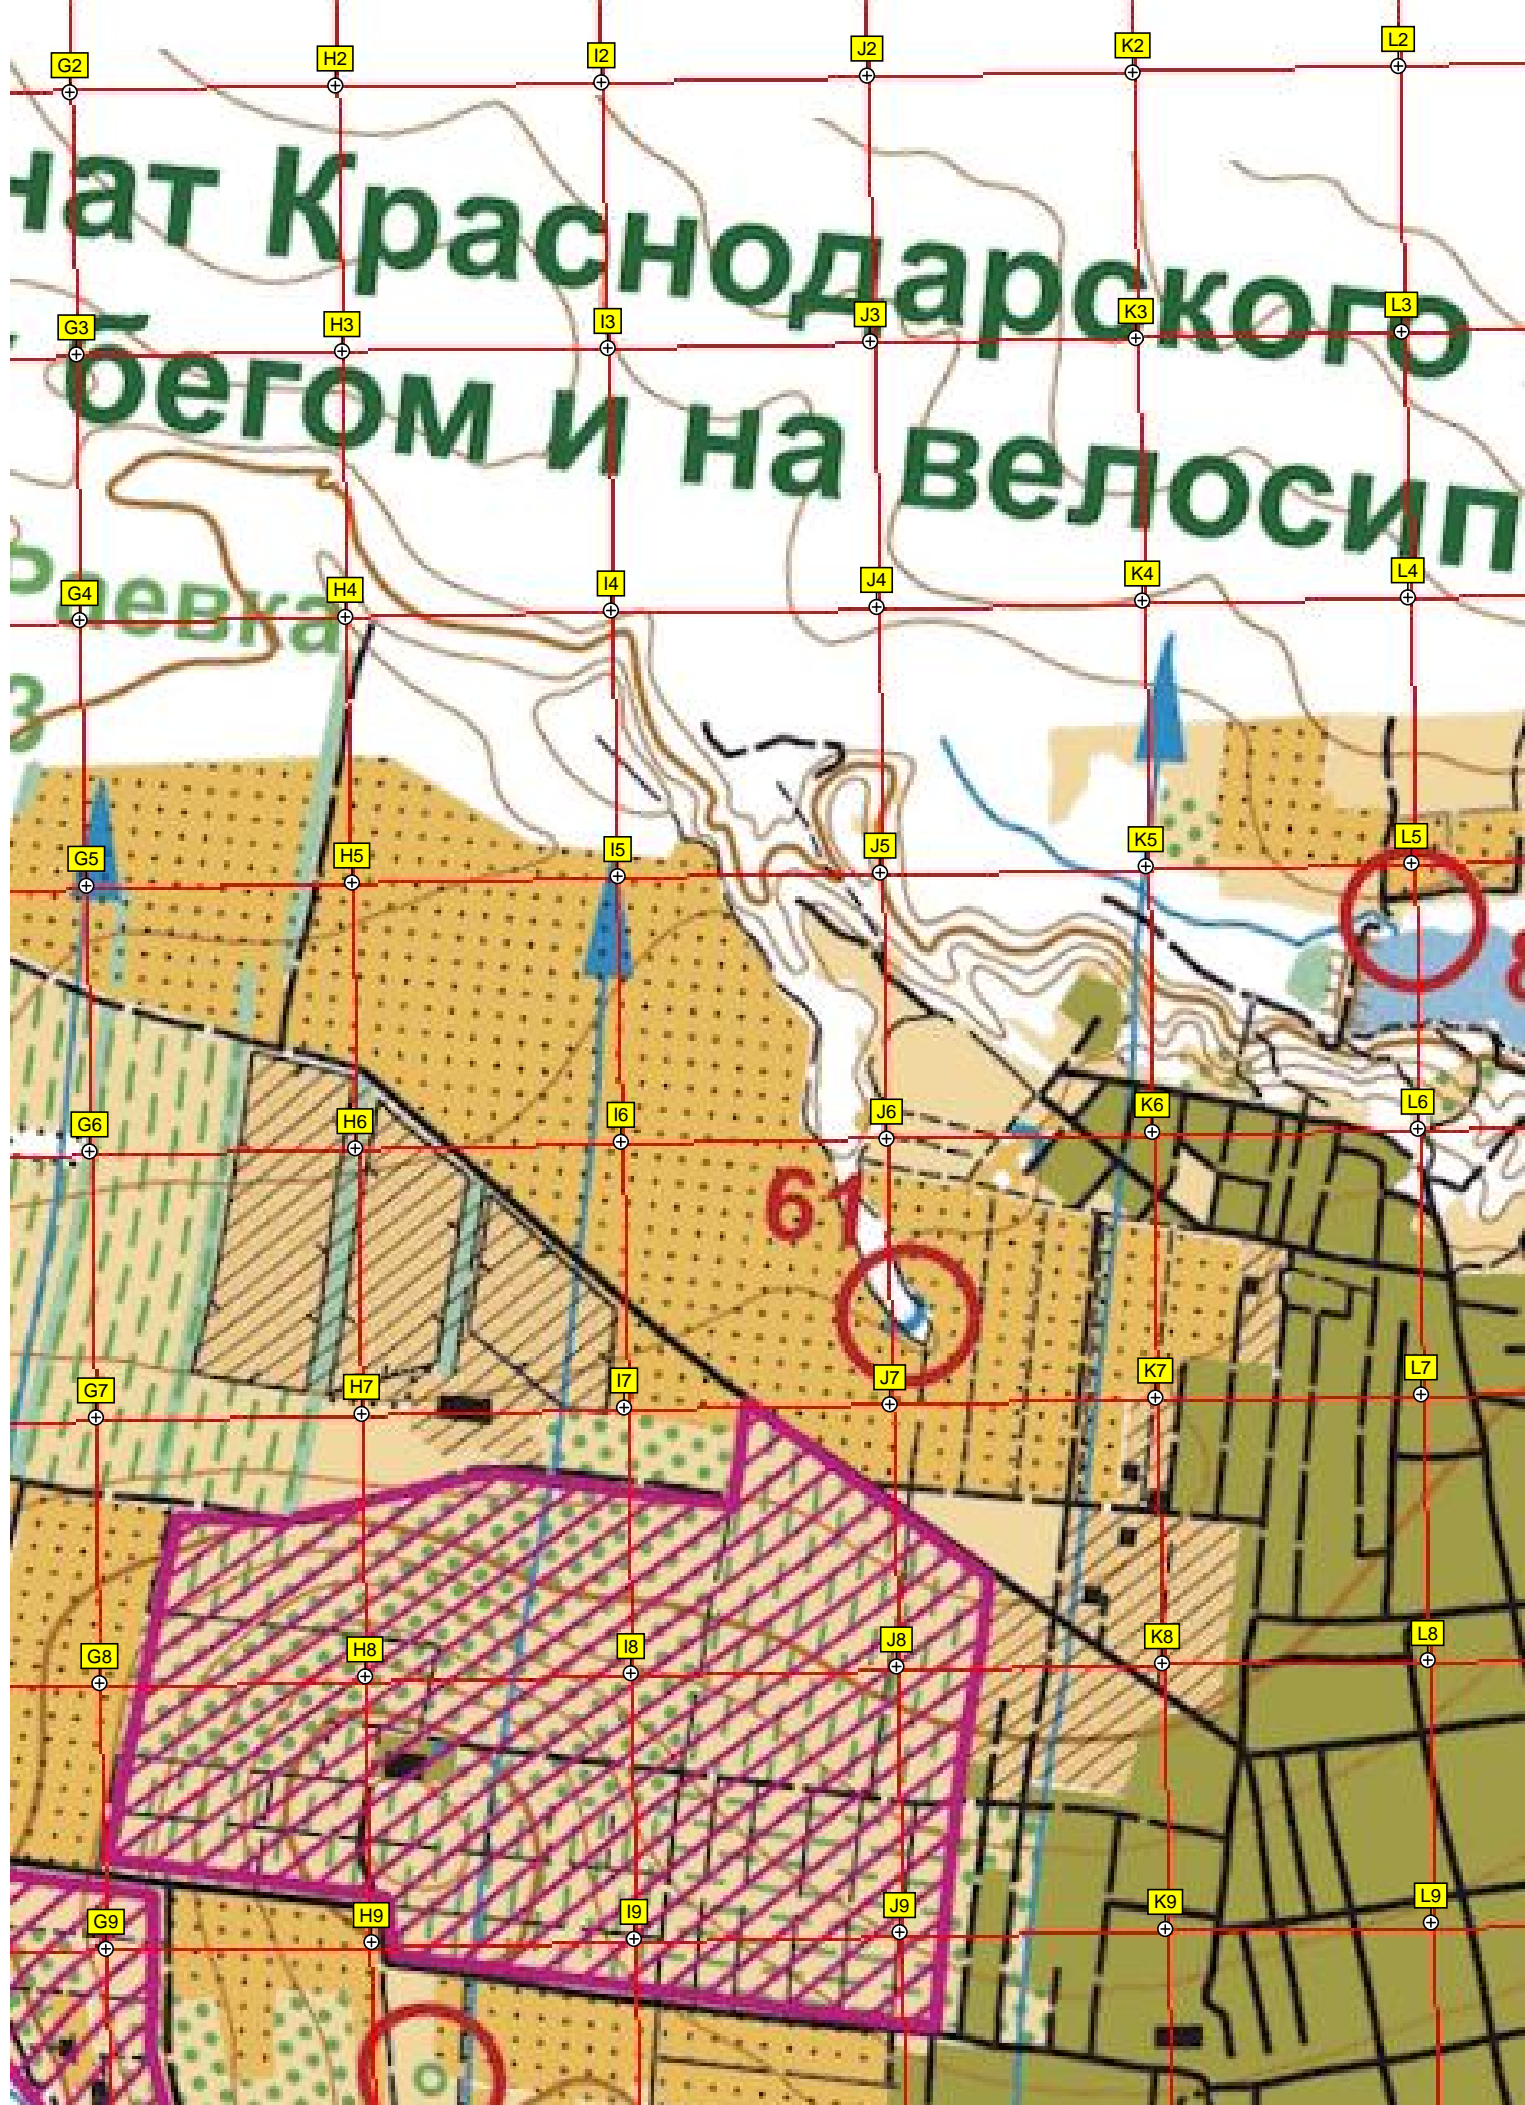 G2 H2 I2 J2 K2 L2
нат Краснодарского
G3 H3 I3 J3 K3 L3
бегом и на велосип
G4 H4 I4 J4 K4 L4
Раевка
3
G5 H5 I5 J5 K5 L5
8
G6 H6 I6 J6 K6 L6
61
G7 H7 I7 J7 K7 L7
G8 H8 I8 J8 K8 L8
G9 H9 I9 J9 K9 L9